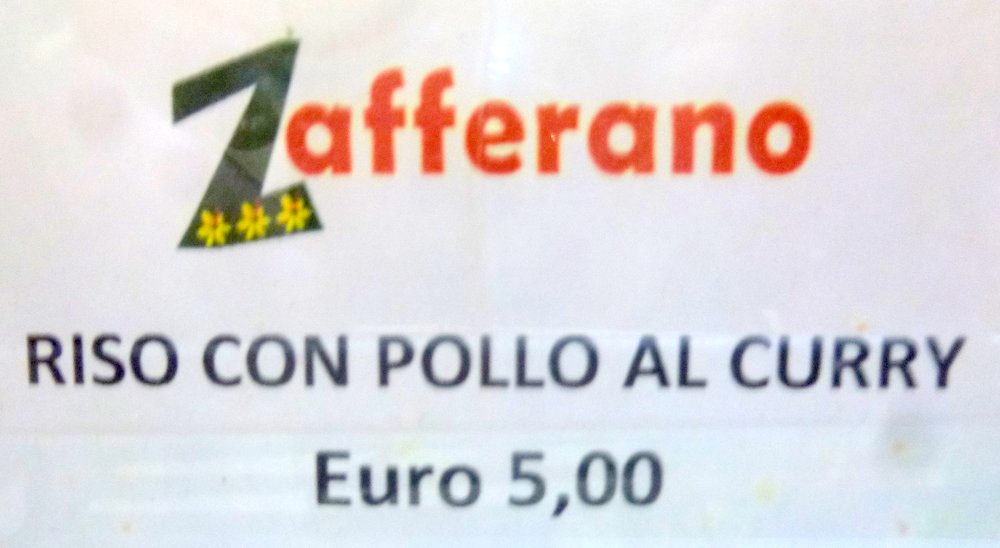 Zafferano
RISO CON POLLO AL CURRY
Euro 5,00